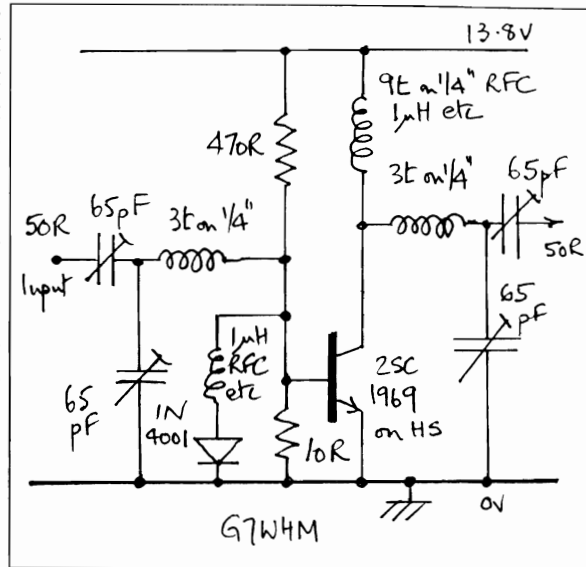 13.8V
9t on 1/4" RFC
1µH etc
470R
3t on 1/4"
65pF
50R
65pF
3t on 1/4"
50R
Input
65
pF
1µH
RFC
etc
2SC
1969
on HS
65
pF
1N
4001
10R
0V
G7WHM